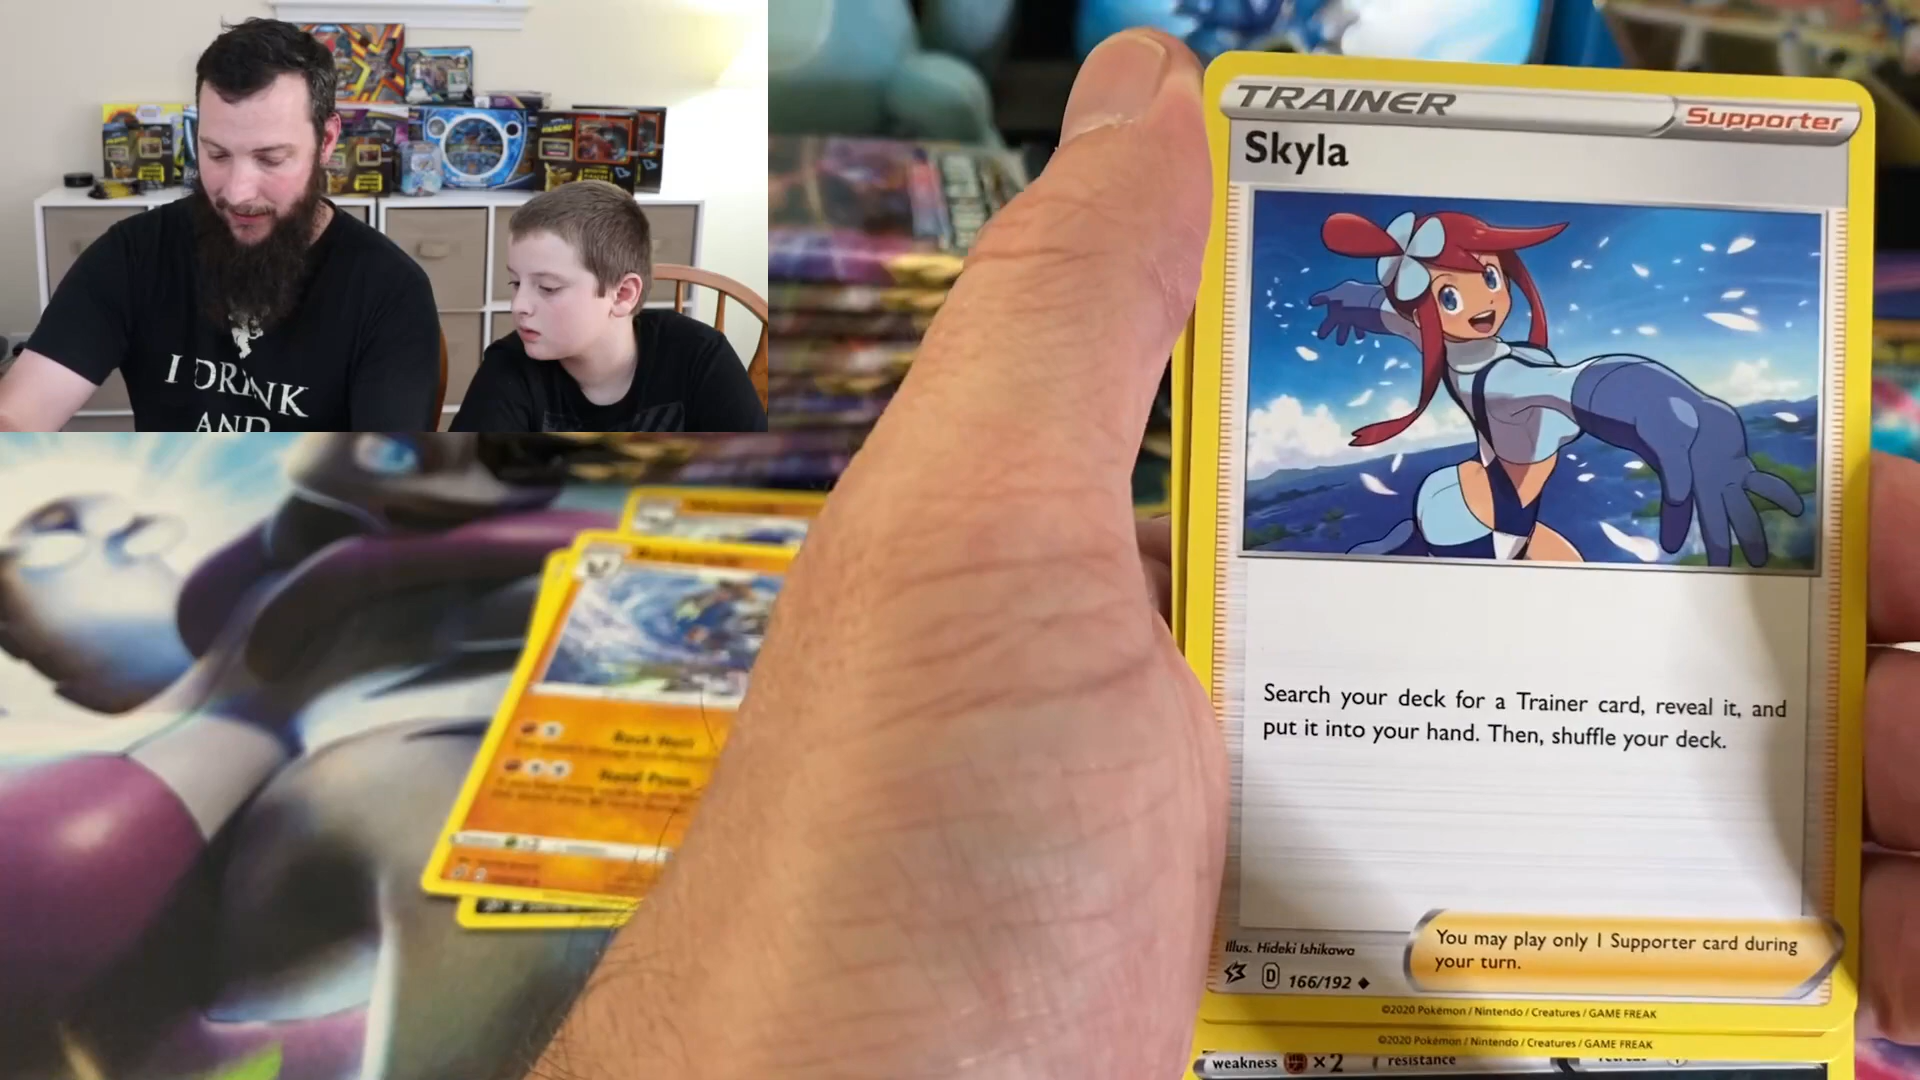 I DRINK
AND
TRAINER Supporter
Skyla
Search your deck for a Trainer card, reveal it, and
put it into your hand. Then, shuffle your deck.
You may play only 1 Supporter card during
your turn.
Illus. Hideki Ishikawa
D 166/192
©2020 Pokémon / Nintendo / Creatures / GAME FREAK
©2020 Pokémon / Nintendo / Creatures / GAME FREAK
weakness ×2 resistance